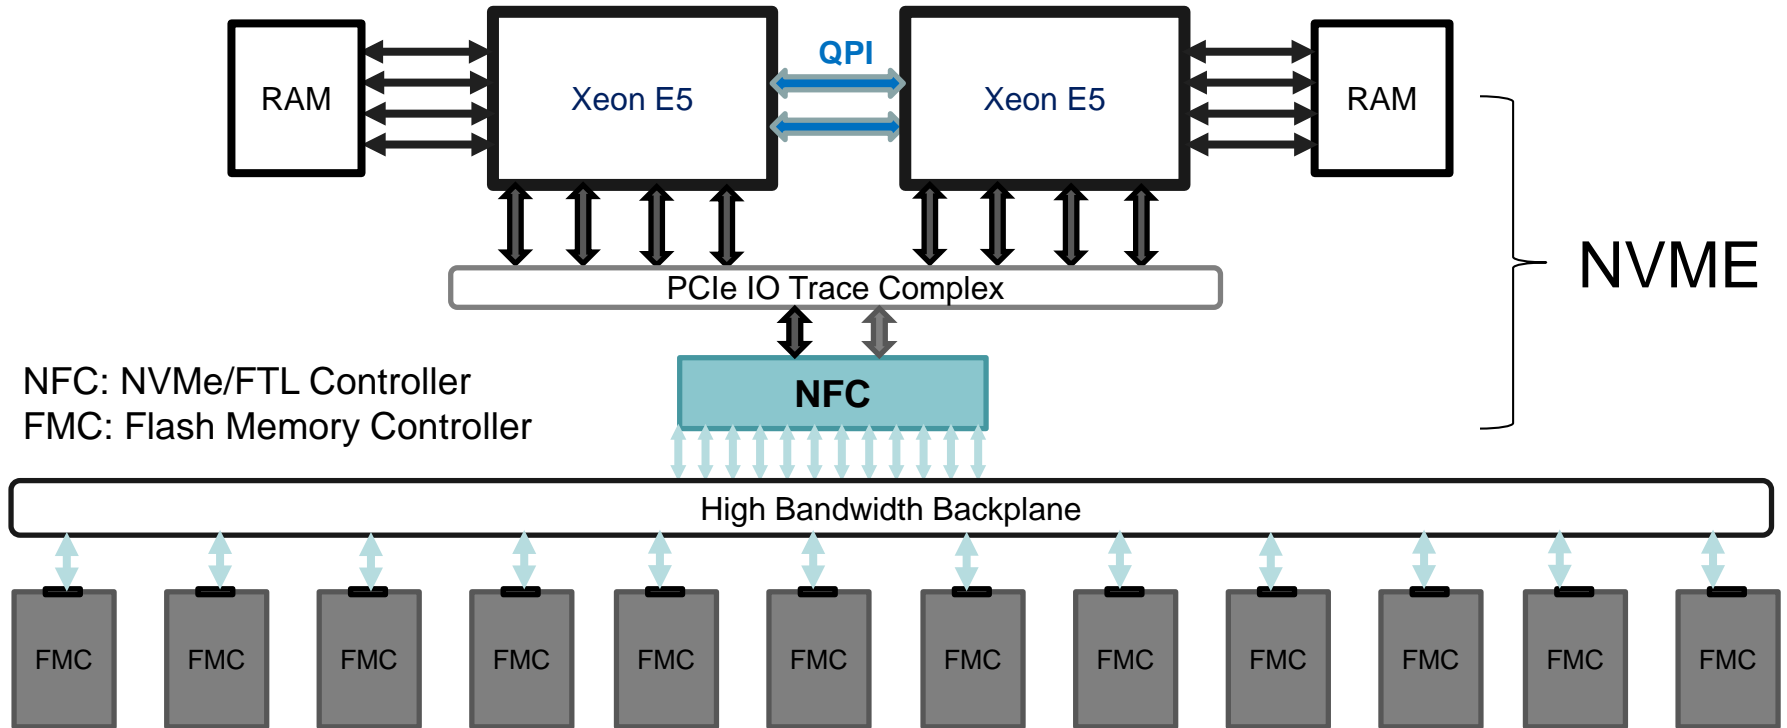 QPI
RAM
Xeon E5
Xeon E5
RAM
NVME
PCIe IO Trace Complex
NFC: NVMe/FTL Controller
FMC: Flash Memory Controller
NFC
High Bandwidth Backplane
FMC
FMC
FMC
FMC
FMC
FMC
FMC
FMC
FMC
FMC
FMC
FMC